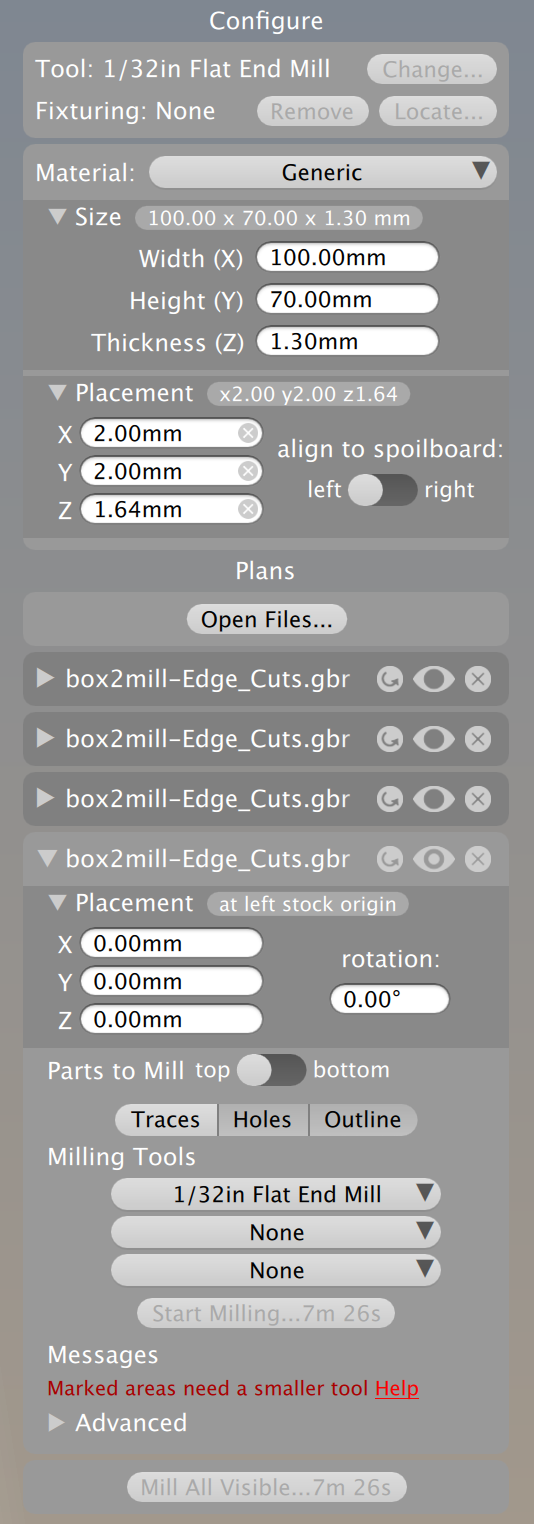 Configure
Tool: 1/32in Flat End Mill Change...
Fixturing: None Remove Locate...
Material: Generic
Size 100.00 x 70.00 x 1.30 mm
Width (X) 100.00mm
Height (Y) 70.00mm
Thickness (Z) 1.30mm
Placement x2.00 y2.00 z1.64
X 2.00mm
align to spoilboard:
Y 2.00mm
left right
Z 1.64mm
Plans
Open Files...
box2mill-Edge_Cuts.gbr
box2mill-Edge_Cuts.gbr
box2mill-Edge_Cuts.gbr
box2mill-Edge_Cuts.gbr
Placement at left stock origin
X 0.00mm
rotation:
Y 0.00mm
0.00°
Z 0.00mm
Parts to Mill top bottom
Traces Holes Outline
Milling Tools
1/32in Flat End Mill
None
None
Start Milling...7m 26s
Messages
Marked areas need a smaller tool Help
Advanced
Mill All Visible...7m 26s